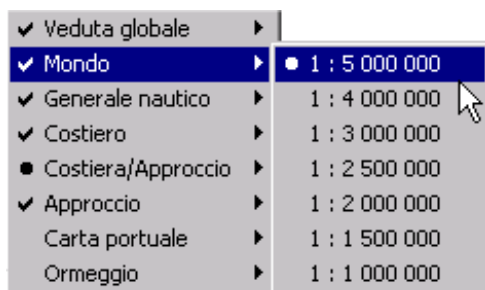 Veduta globale
Mondo
Generale nautico
Costiero
Costiera/Approccio
Approccio
Carta portuale
Ormeggio
1 : 5 000 000
1 : 4 000 000
1 : 3 000 000
1 : 2 500 000
1 : 2 000 000
1 : 1 500 000
1 : 1 000 000